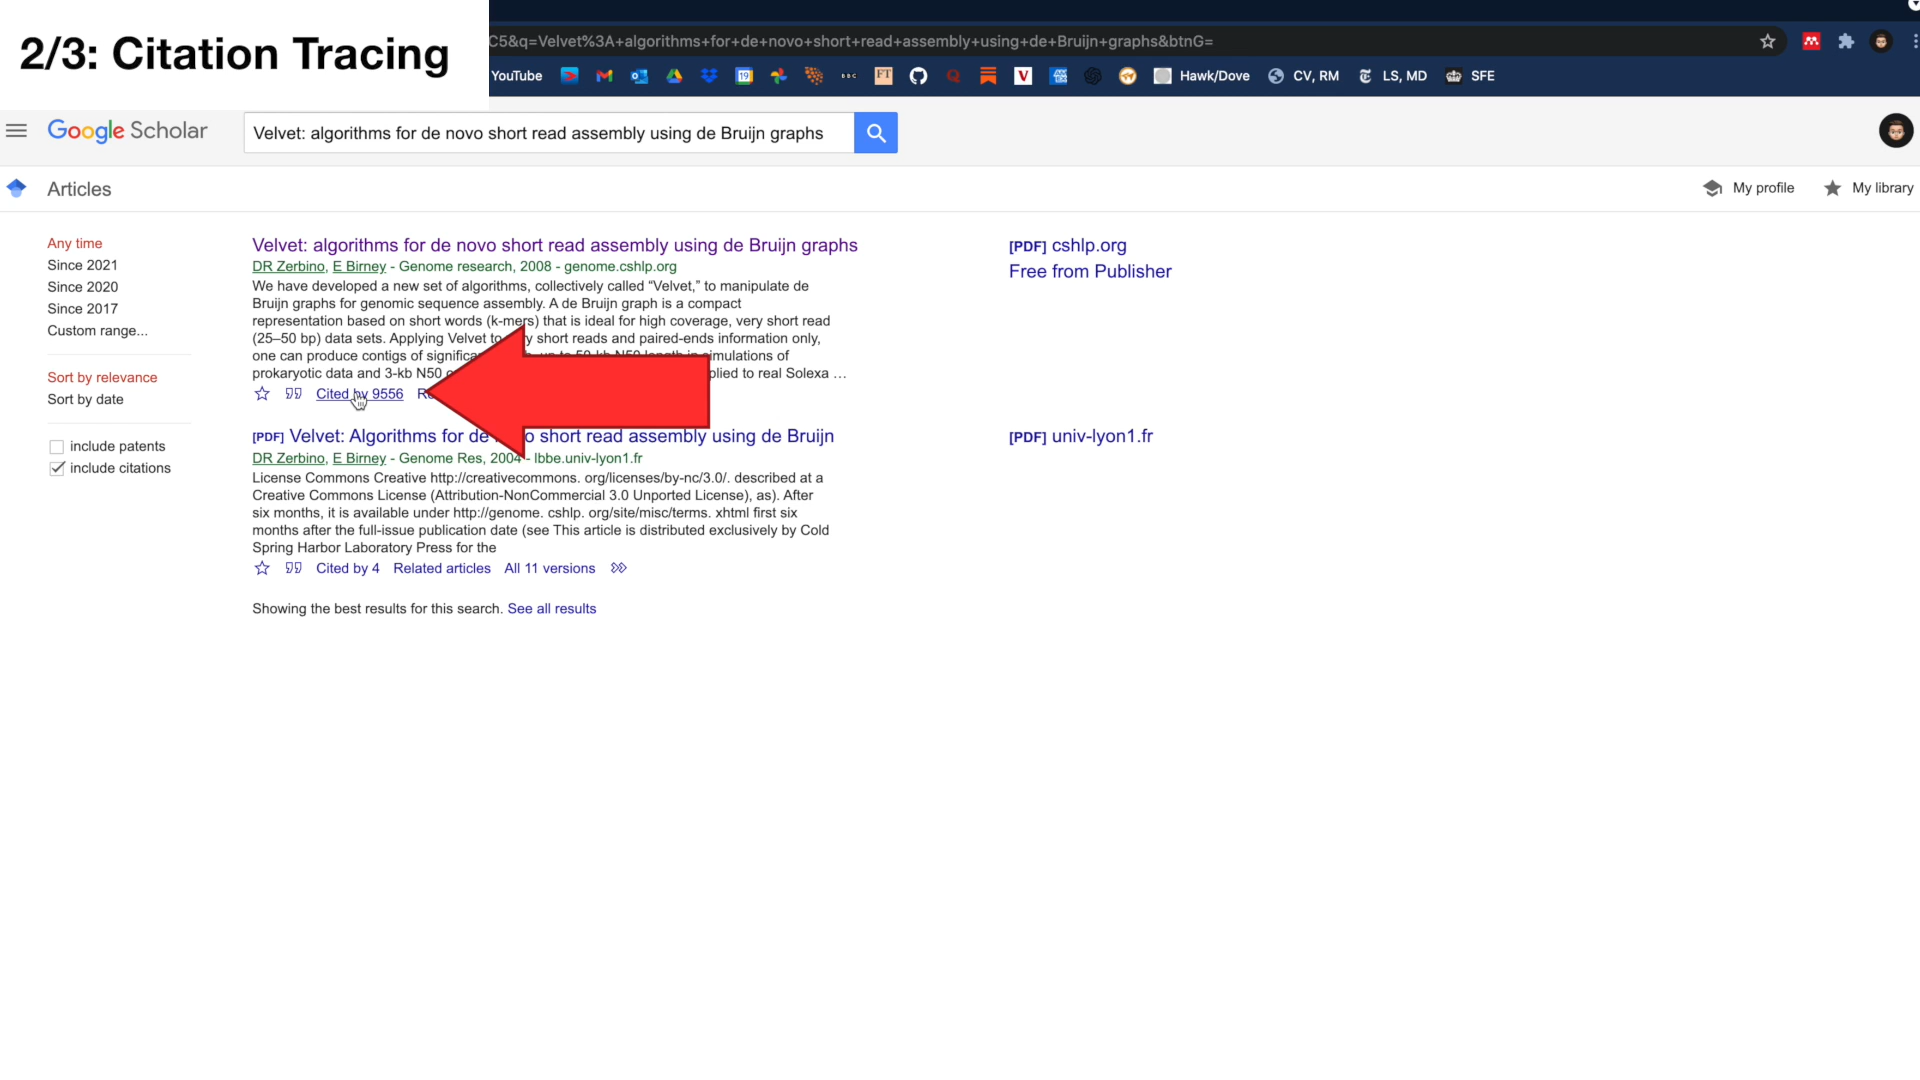 2/3: Citation Tracing
C5&q=Velvet%3A+algorithms+for+de+novo+short+read+assembly+using+de+Bruijn+graphs&btnG=
YouTube
19
FT
V
Hawk/Dove
CV, RM
LS, MD
SFE
Google Scholar
Velvet: algorithms for de novo short read assembly using de Bruijn graphs
Articles
My profile
My library
Any time
Since 2021
Since 2020
Since 2017
Custom range...
Sort by relevance
Sort by date
include patents
include citations
Velvet: algorithms for de novo short read assembly using de Bruijn graphs
DR Zerbino, E Birney - Genome research, 2008 - genome.cshlp.org
We have developed a new set of algorithms, collectively called “Velvet,” to manipulate de
Bruijn graphs for genomic sequence assembly. A de Bruijn graph is a compact
representation based on short words (k-mers) that is ideal for high coverage, very short read
(25–50 bp) data sets. Applying Velvet to short reads and paired-ends information only,
one can produce contigs of up to 50-kb N50 length in simulations of
prokaryotic data and 3-kb N50 to real Solexa …
Cited by 9556
[PDF] cshlp.org
Free from Publisher
[PDF] Velvet: Algorithms for de short read assembly using de Bruijn
DR Zerbino, E Birney - Genome Res, 2004 - lbbe.univ-lyon1.fr
License Commons Creative http://creativecommons. org/licenses/by-nc/3.0/. described at a
Creative Commons License (Attribution-NonCommercial 3.0 Unported License), as). After
six months, it is available under http://genome. cshlp. org/site/misc/terms. xhtml first six
months after the full-issue publication date (see This article is distributed exclusively by Cold
Spring Harbor Laboratory Press for the
Cited by 4 Related articles All 11 versions
[PDF] univ-lyon1.fr
Showing the best results for this search. See all results